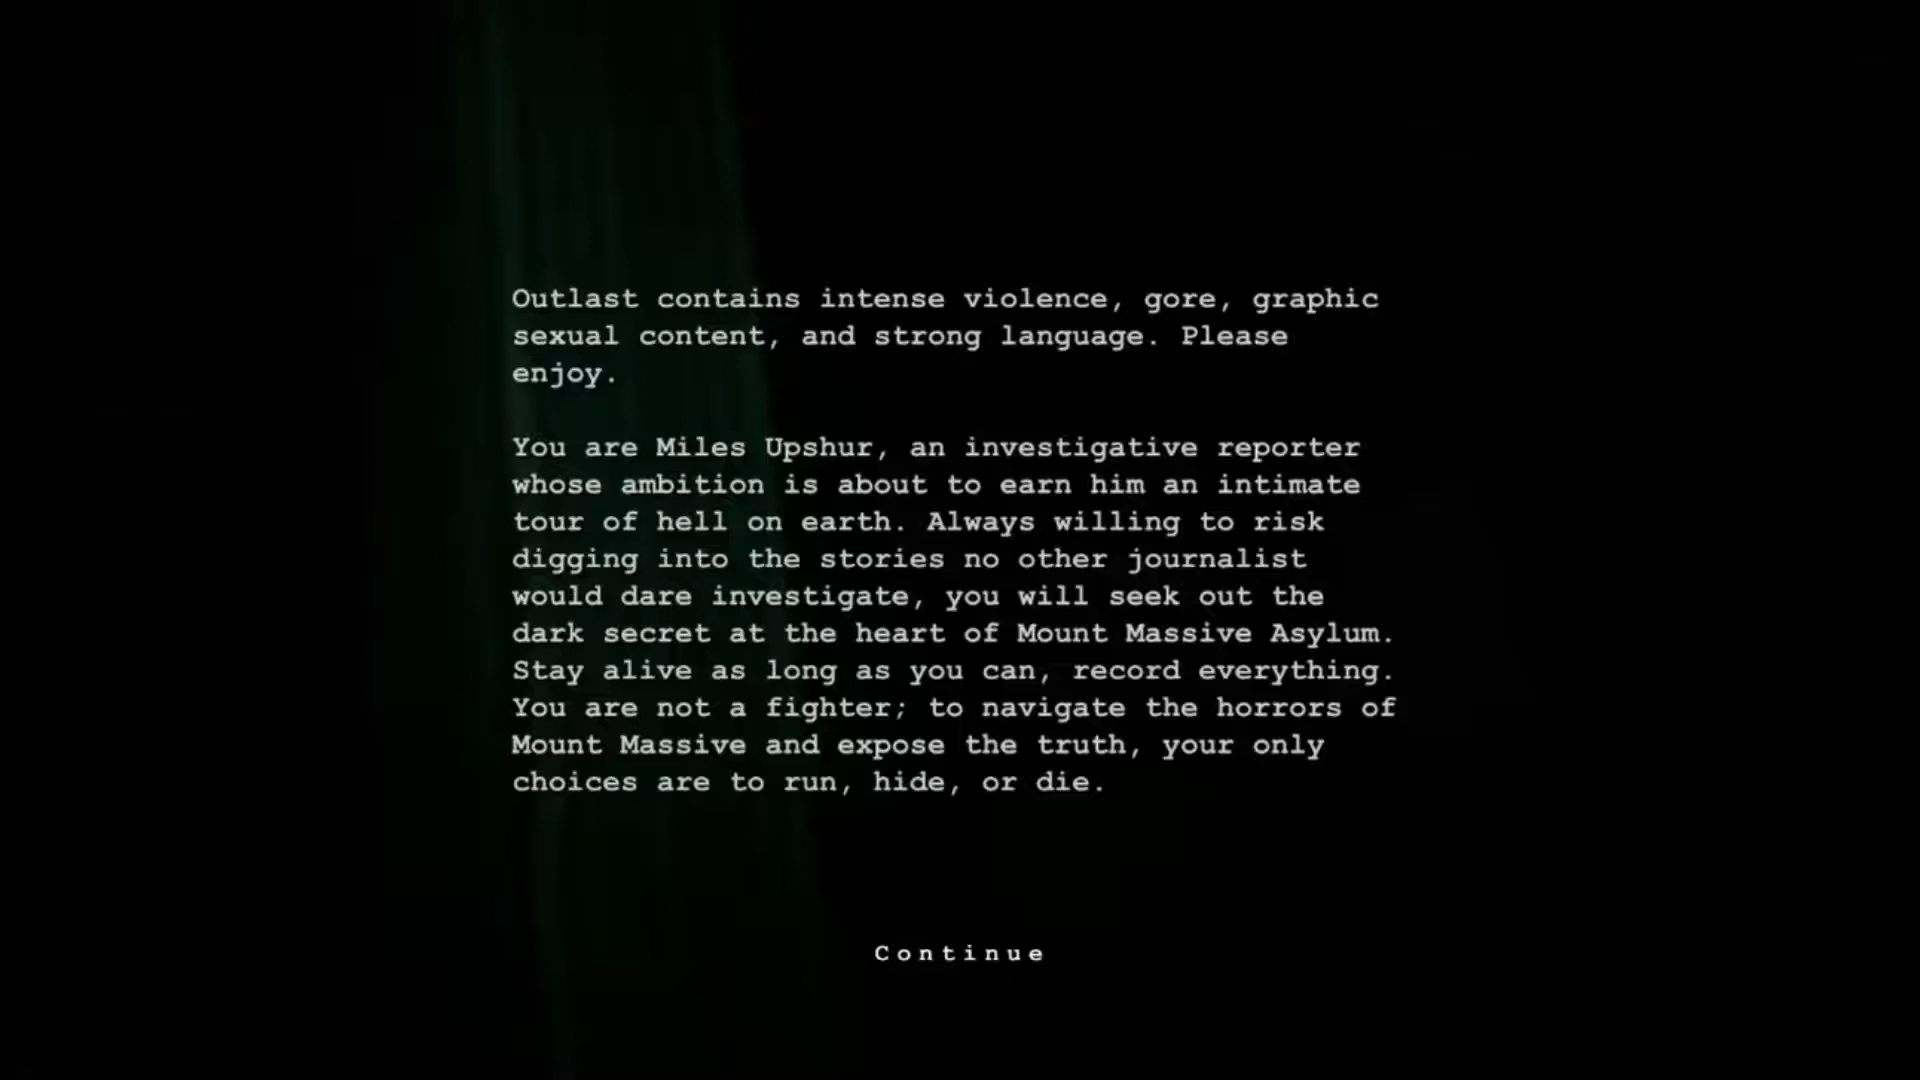 Outlast contains intense violence, gore, graphic
sexual content, and strong language. Please
enjoy.
You are Miles Upshur, an investigative reporter
whose ambition is about to earn him an intimate
tour of hell on earth. Always willing to risk
digging into the stories no other journalist
would dare investigate, you will seek out the
dark secret at the heart of Mount Massive Asylum.
Stay alive as long as you can, record everything.
You are not a fighter; to navigate the horrors of
Mount Massive and expose the truth, your only
choices are to run, hide, or die.
Continue